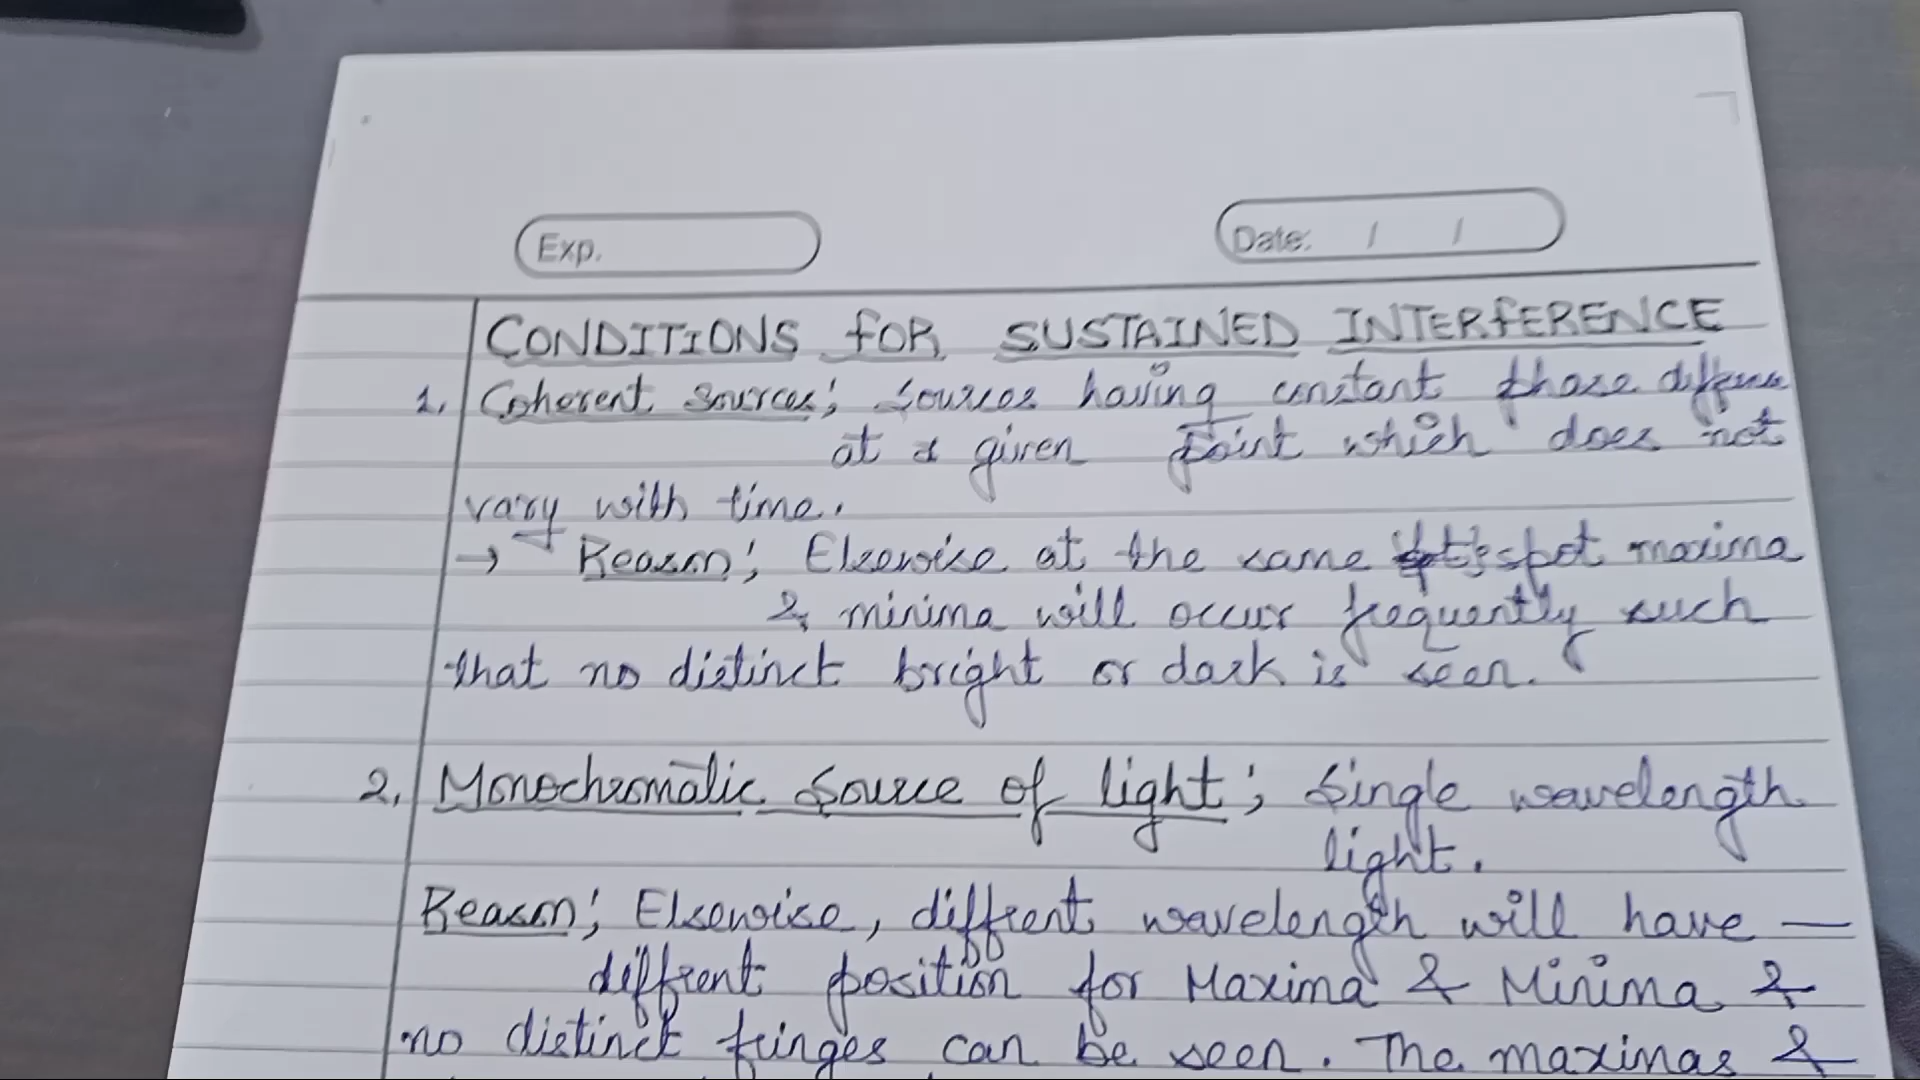 Exp.
Date: / /
CONDITIONS FOR SUSTAINED INTERFERENCE
1. Coherent Sources; Sources having constant phase
at a given point which does not
vary with time.
→ Reason; Elsewise at the same spot maxima
& minima will occur frequently such
that no distinct bright or dark is seen.
2. Monochromatic Source of light; Single wavelength
light.
Reason; Elsewise, diffrent wavelength will have —
diffrent position for Maxima & Minima &
no distinct fringes can be seen. The maximas &